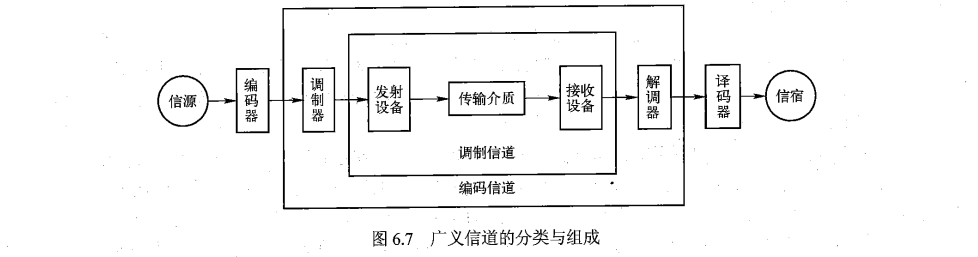 信源
编码器
调制器
发射设备
传输介质
接收设备
解调器
译码器
信宿
调制信道
编码信道
图 6.7 广义信道的分类与组成